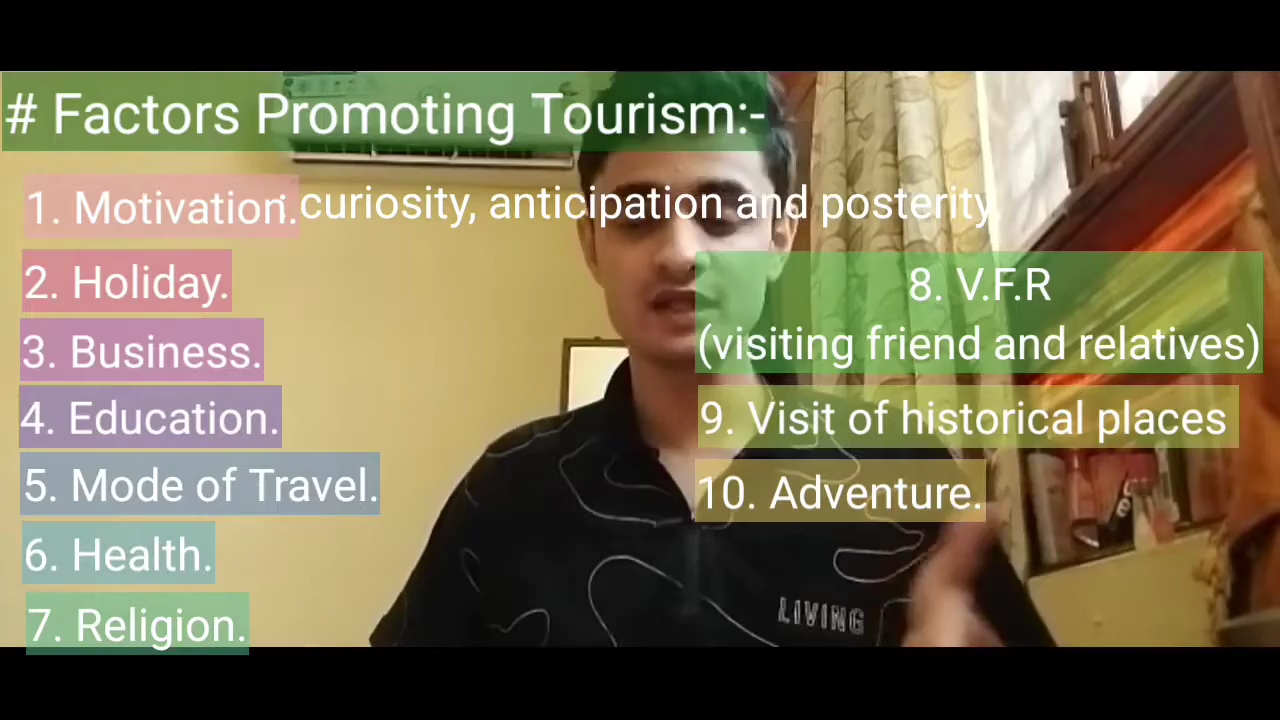 # Factors Promoting Tourism:-
1. Motivation. : curiosity, anticipation and posterity.
2. Holiday.
3. Business.
4. Education.
5. Mode of Travel.
6. Health.
7. Religion.
8. V.F.R
(visiting friend and relatives)
9. Visit of historical places
10. Adventure.
LIVING